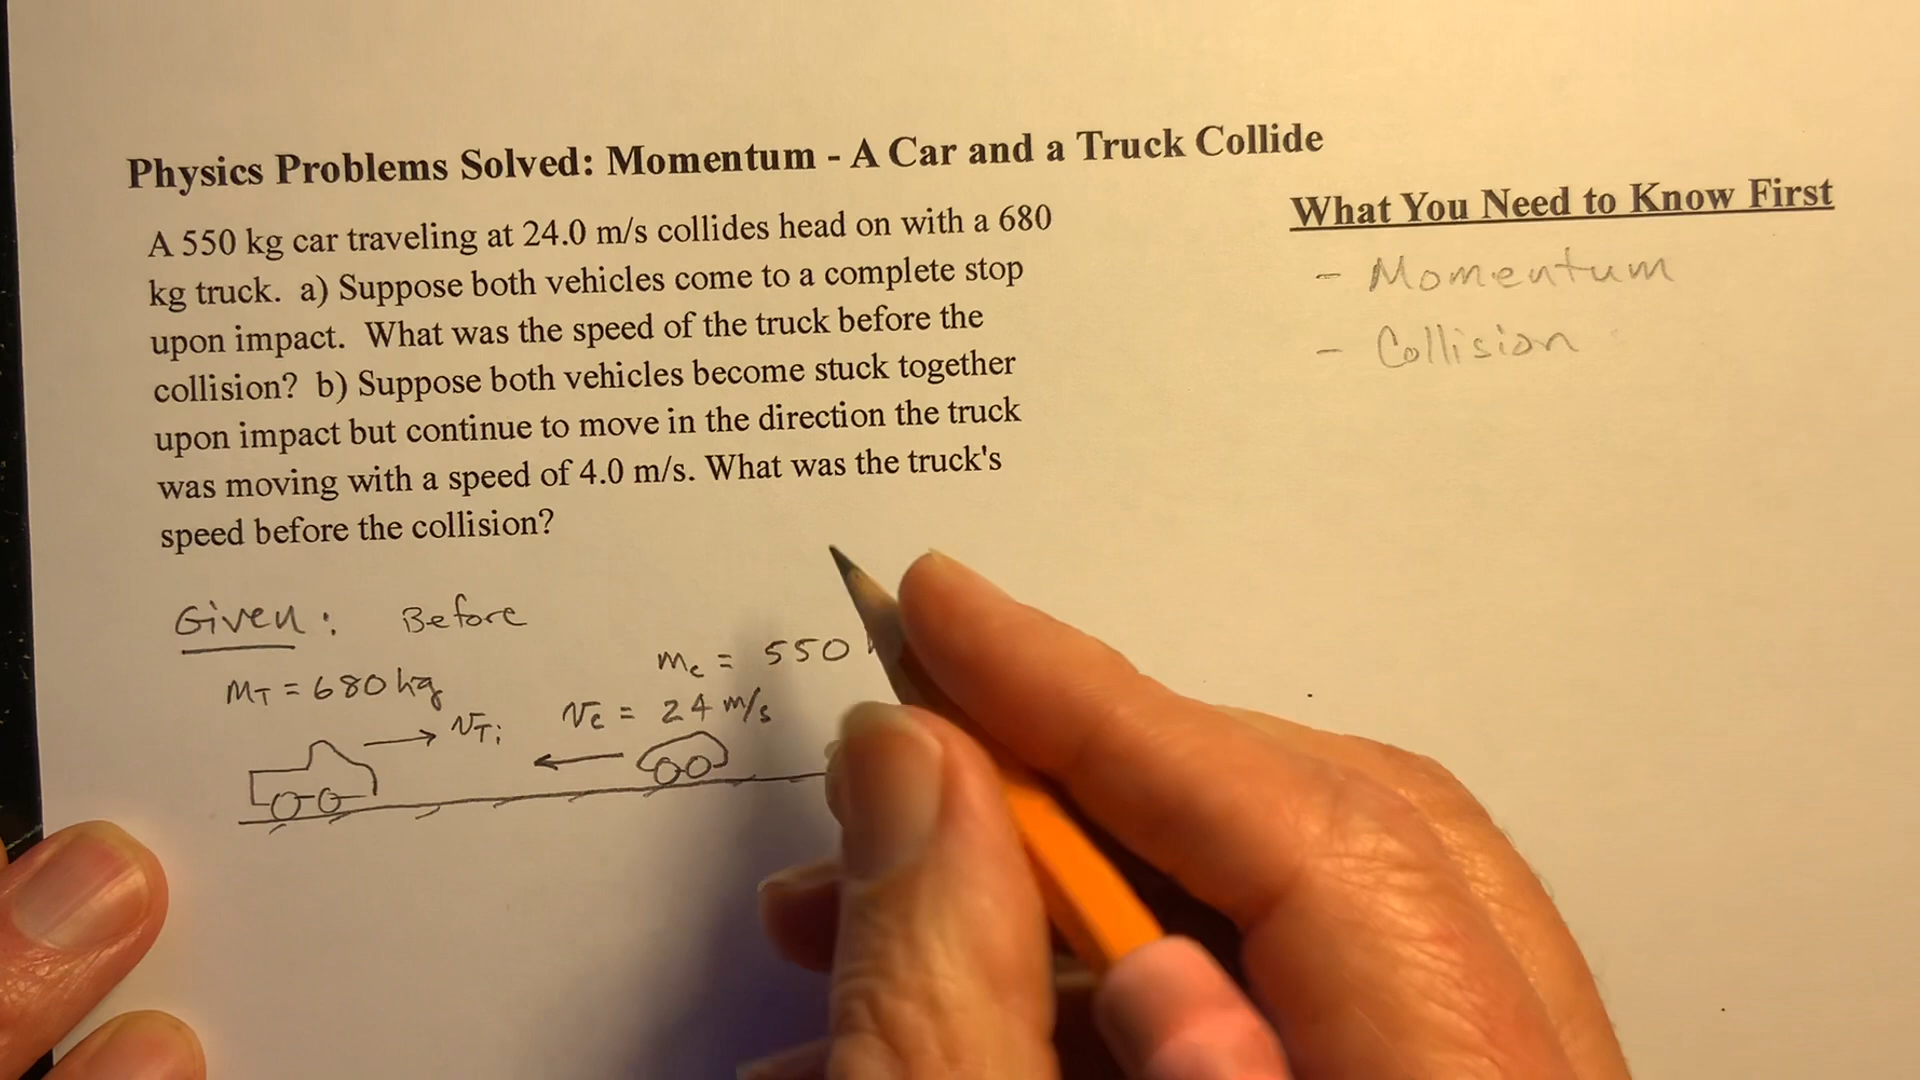 Physics Problems Solved: Momentum - A Car and a Truck Collide
A 550 kg car traveling at 24.0 m/s collides head on with a 680
kg truck. a) Suppose both vehicles come to a complete stop
upon impact. What was the speed of the truck before the
collision? b) Suppose both vehicles become stuck together
upon impact but continue to move in the direction the truck
was moving with a speed of 4.0 m/s. What was the truck's
speed before the collision?
What You Need to Know First
- Momentum
- Collision
Given: Before
mc = 550
MT = 680 kg
vTi
vc = 24 m/s